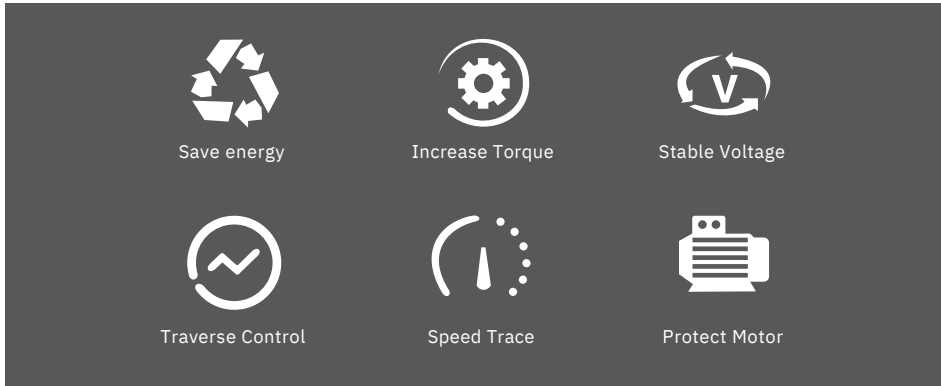 Save energy
Increase Torque
V
Stable Voltage
Traverse Control
Speed Trace
Protect Motor